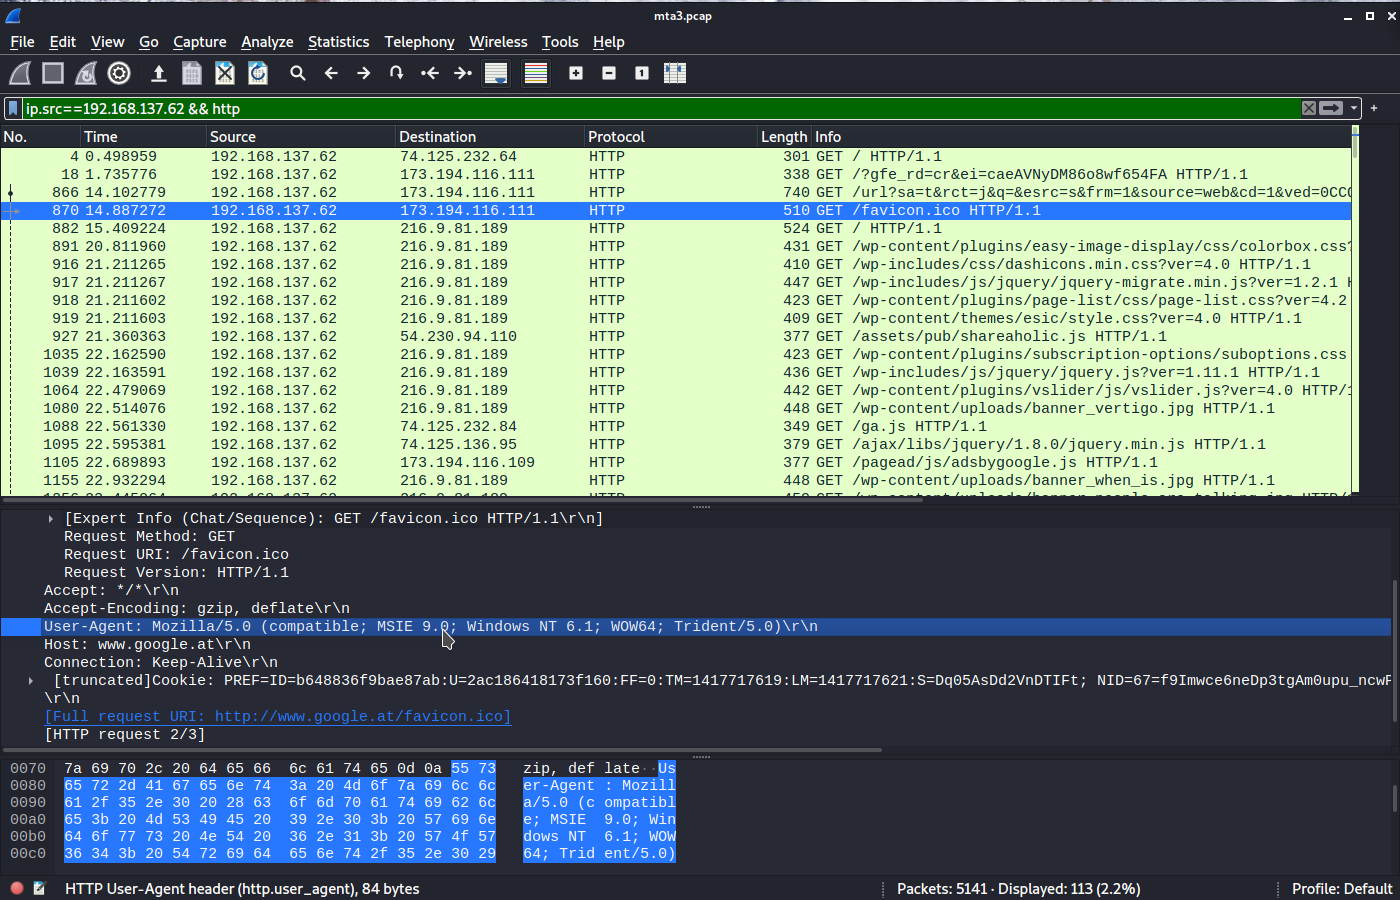 mta3.pcap
File Edit View Go Capture Analyze Statistics Telephony Wireless Tools Help
ip.src==192.168.137.62 && http
No. Time Source Destination Protocol Length Info
4 0.498959 192.168.137.62 74.125.232.64 HTTP 301 GET / HTTP/1.1
18 1.735776 192.168.137.62 173.194.116.111 HTTP 338 GET /?gfe_rd=cr&ei=caeAVNyDM86o8wf654FA HTTP/1.1
866 14.102779 192.168.137.62 173.194.116.111 HTTP 740 GET /url?sa=t&rct=j&q=&esrc=s&frm=1&source=web&cd=1&ved=0CC
870 14.887272 192.168.137.62 173.194.116.111 HTTP 510 GET /favicon.ico HTTP/1.1
882 15.409224 192.168.137.62 216.9.81.189 HTTP 524 GET / HTTP/1.1
891 20.811960 192.168.137.62 216.9.81.189 HTTP 431 GET /wp-content/plugins/easy-image-display/css/colorbox.css?
916 21.211265 192.168.137.62 216.9.81.189 HTTP 410 GET /wp-includes/css/dashicons.min.css?ver=4.0 HTTP/1.1
917 21.211267 192.168.137.62 216.9.81.189 HTTP 447 GET /wp-includes/js/jquery/jquery-migrate.min.js?ver=1.2.1
918 21.211602 192.168.137.62 216.9.81.189 HTTP 423 GET /wp-content/plugins/page-list/css/page-list.css?ver=4.2
919 21.211603 192.168.137.62 216.9.81.189 HTTP 409 GET /wp-content/themes/esic/style.css?ver=4.0 HTTP/1.1
927 21.360363 192.168.137.62 54.230.94.110 HTTP 377 GET /assets/pub/shareaholic.js HTTP/1.1
1035 22.162590 192.168.137.62 216.9.81.189 HTTP 423 GET /wp-content/plugins/subscription-options/suboptions.css
1039 22.163591 192.168.137.62 216.9.81.189 HTTP 436 GET /wp-includes/js/jquery/jquery.js?ver=1.11.1 HTTP/1.1
1064 22.479069 192.168.137.62 216.9.81.189 HTTP 442 GET /wp-content/plugins/vslider/js/vslider.js?ver=4.0 HTTP/1
1080 22.514076 192.168.137.62 216.9.81.189 HTTP 448 GET /wp-content/uploads/banner_vertigo.jpg HTTP/1.1
1088 22.561330 192.168.137.62 74.125.232.84 HTTP 349 GET /ga.js HTTP/1.1
1095 22.595381 192.168.137.62 74.125.136.95 HTTP 379 GET /ajax/libs/jquery/1.8.0/jquery.min.js HTTP/1.1
1105 22.689893 192.168.137.62 173.194.116.109 HTTP 377 GET /pagead/js/adsbygoogle.js HTTP/1.1
1155 22.932294 192.168.137.62 216.9.81.189 HTTP 448 GET /wp-content/uploads/banner_when_is.jpg HTTP/1.1
[Expert Info (Chat/Sequence): GET /favicon.ico HTTP/1.1\r\n]
Request Method: GET
Request URI: /favicon.ico
Request Version: HTTP/1.1
Accept: */*\r\n
Accept-Encoding: gzip, deflate\r\n
User-Agent: Mozilla/5.0 (compatible; MSIE 9.0; Windows NT 6.1; WOW64; Trident/5.0)\r\n
Host: www.google.at\r\n
Connection: Keep-Alive\r\n
[truncated]Cookie: PREF=ID=b648836f9bae87ab:U=2ac186418173f160:FF=0:TM=1417717619:LM=1417717621:S=Dq05AsDd2VnDTIFt; NID=67=f9Imwce6neDp3tgAm0upu_ncwF
\r\n
[Full request URI: http://www.google.at/favicon.ico]
[HTTP request 2/3]
0070 7a 69 70 2c 20 64 65 66 6c 61 74 65 0d 0a 55 73 zip, def late··Us
0080 65 72 2d 41 67 65 6e 74 3a 20 4d 6f 7a 69 6c 6c er-Agent : Mozill
0090 61 2f 35 2e 30 20 28 63 6f 6d 70 61 74 69 62 6c a/5.0 (c ompatibl
00a0 65 3b 20 4d 53 49 45 20 39 2e 30 3b 20 57 69 6e e; MSIE 9.0; Win
00b0 64 6f 77 73 20 4e 54 20 36 2e 31 3b 20 57 4f 57 dows NT 6.1; WOW
00c0 36 34 3b 20 54 72 69 64 65 6e 74 2f 35 2e 30 29 64; Trid ent/5.0)
HTTP User-Agent header (http.user_agent), 84 bytes
Packets: 5141 · Displayed: 113 (2.2%)
Profile: Default